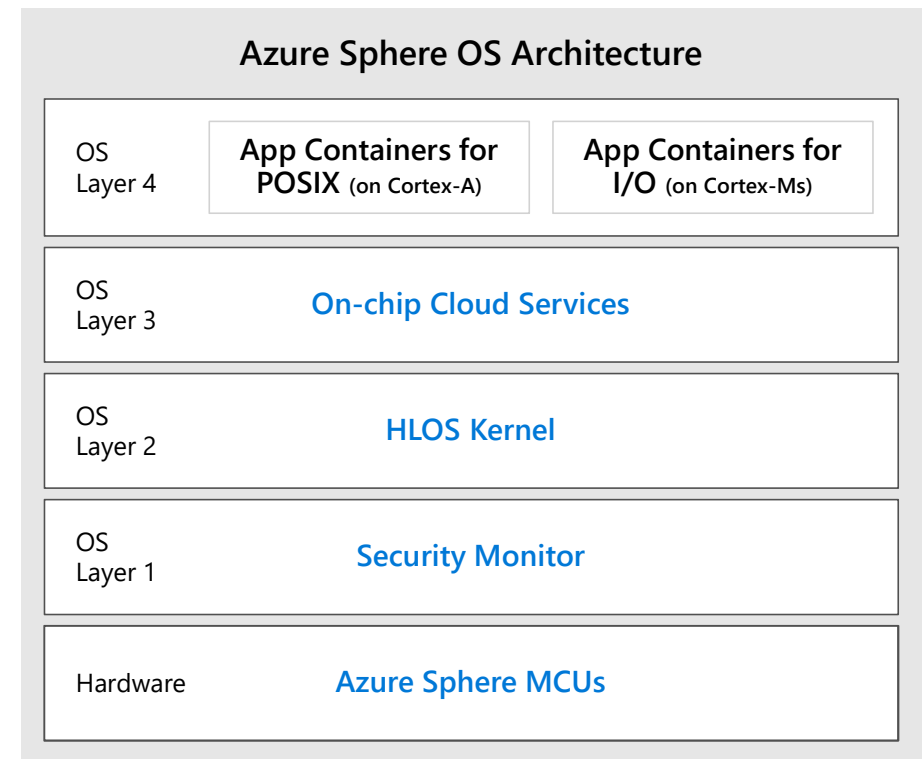 Azure Sphere OS Architecture
OS
Layer 4
App Containers for
POSIX (on Cortex-A)
App Containers for
I/O (on Cortex-Ms)
OS
Layer 3
On-chip Cloud Services
OS
Layer 2
HLOS Kernel
OS
Layer 1
Security Monitor
Hardware
Azure Sphere MCUs